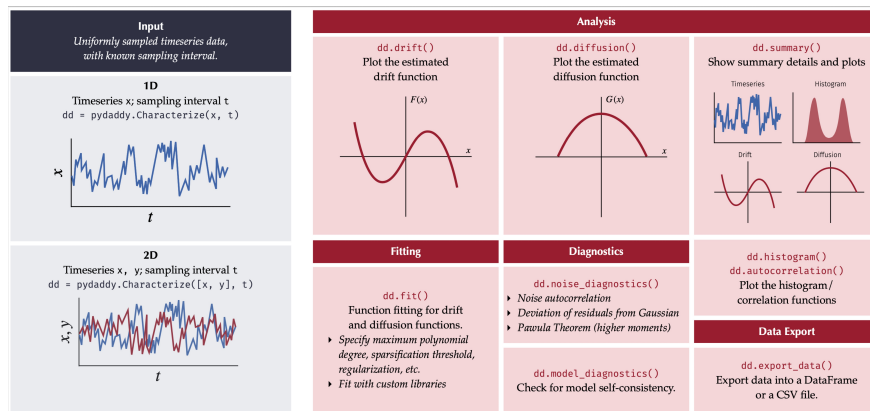 Input
Uniformly sampled timeseries data,
with known sampling interval.
1D
Timeseries x; sampling interval t
dd = pydaddy.Characterize(x, t)
x
t
2D
Timeseries x, y; sampling interval t
dd = pydaddy.Characterize([x, y], t)
x, y
t
Analysis
dd.drift()
Plot the estimated
drift function
F(x)
x
dd.diffusion()
Plot the estimated
diffusion function
G(x)
x
dd.summary()
Show summary details and plots
Timeseries
Histogram
Drift
Diffusion
Fitting
dd.fit()
Function fitting for drift
and diffusion functions.
‣ Specify maximum polynomial
degree, sparsification threshold,
regularization, etc.
‣ Fit with custom libraries
Diagnostics
dd.noise_diagnostics()
‣ Noise autocorrelation
‣ Deviation of residuals from Gaussian
‣ Pawula Theorem (higher moments)
dd.model_diagnostics()
Check for model self-consistency.
dd.histogram()
dd.autocorrelation()
Plot the histogram/
correlation functions
Data Export
dd.export_data()
Export data into a DataFrame
or a CSV file.